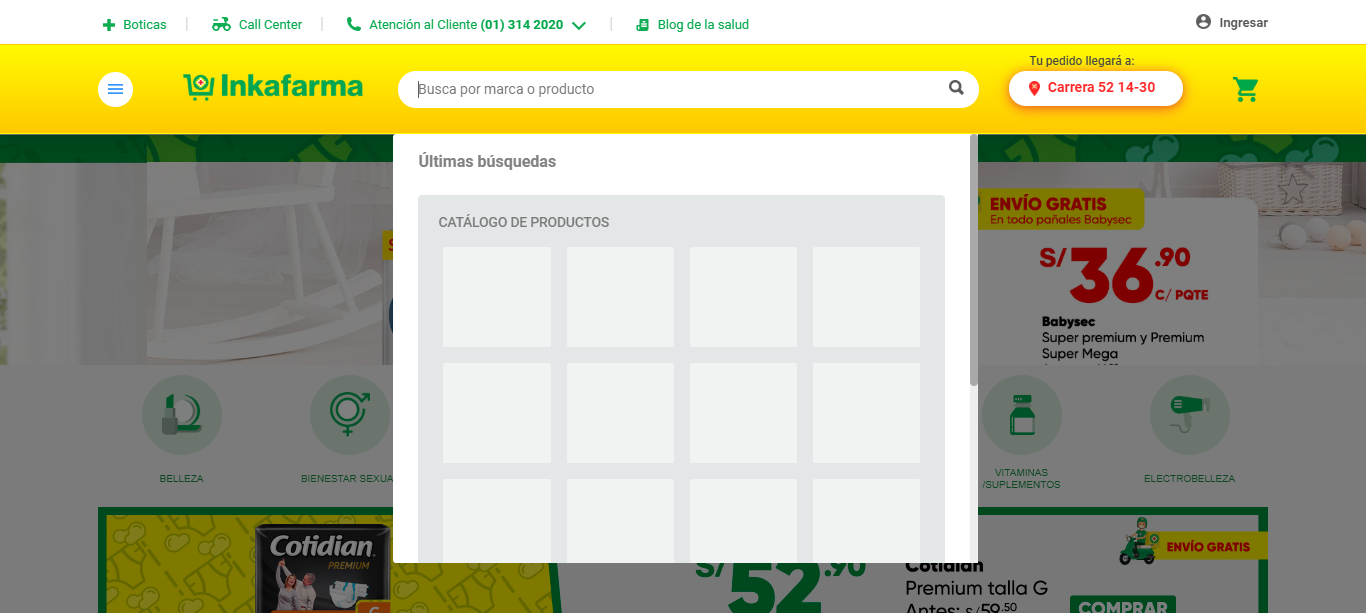 Boticas
Call Center
Atención al Cliente (01) 314 2020
Blog de la salud
Ingresar
Inkafarma
Busca por marca o producto
Tu pedido llegará a:
Carrera 52 14-30
Últimas búsquedas
CATÁLOGO DE PRODUCTOS
ENVÍO GRATIS
En todo pañales Babysec
S/36.90
C/ PQTE
Babysec
Super premium y Premium
Super Mega
BELLEZA
BIENESTAR SEXUA
VITAMINAS
/SUPLEMENTOS
ELECTROBELLEZA
Cotidian
PREMIUM
S/52.90
Cotidian
Premium talla G
Antes: s/59.50
ENVÍO GRATIS
COMPRAR